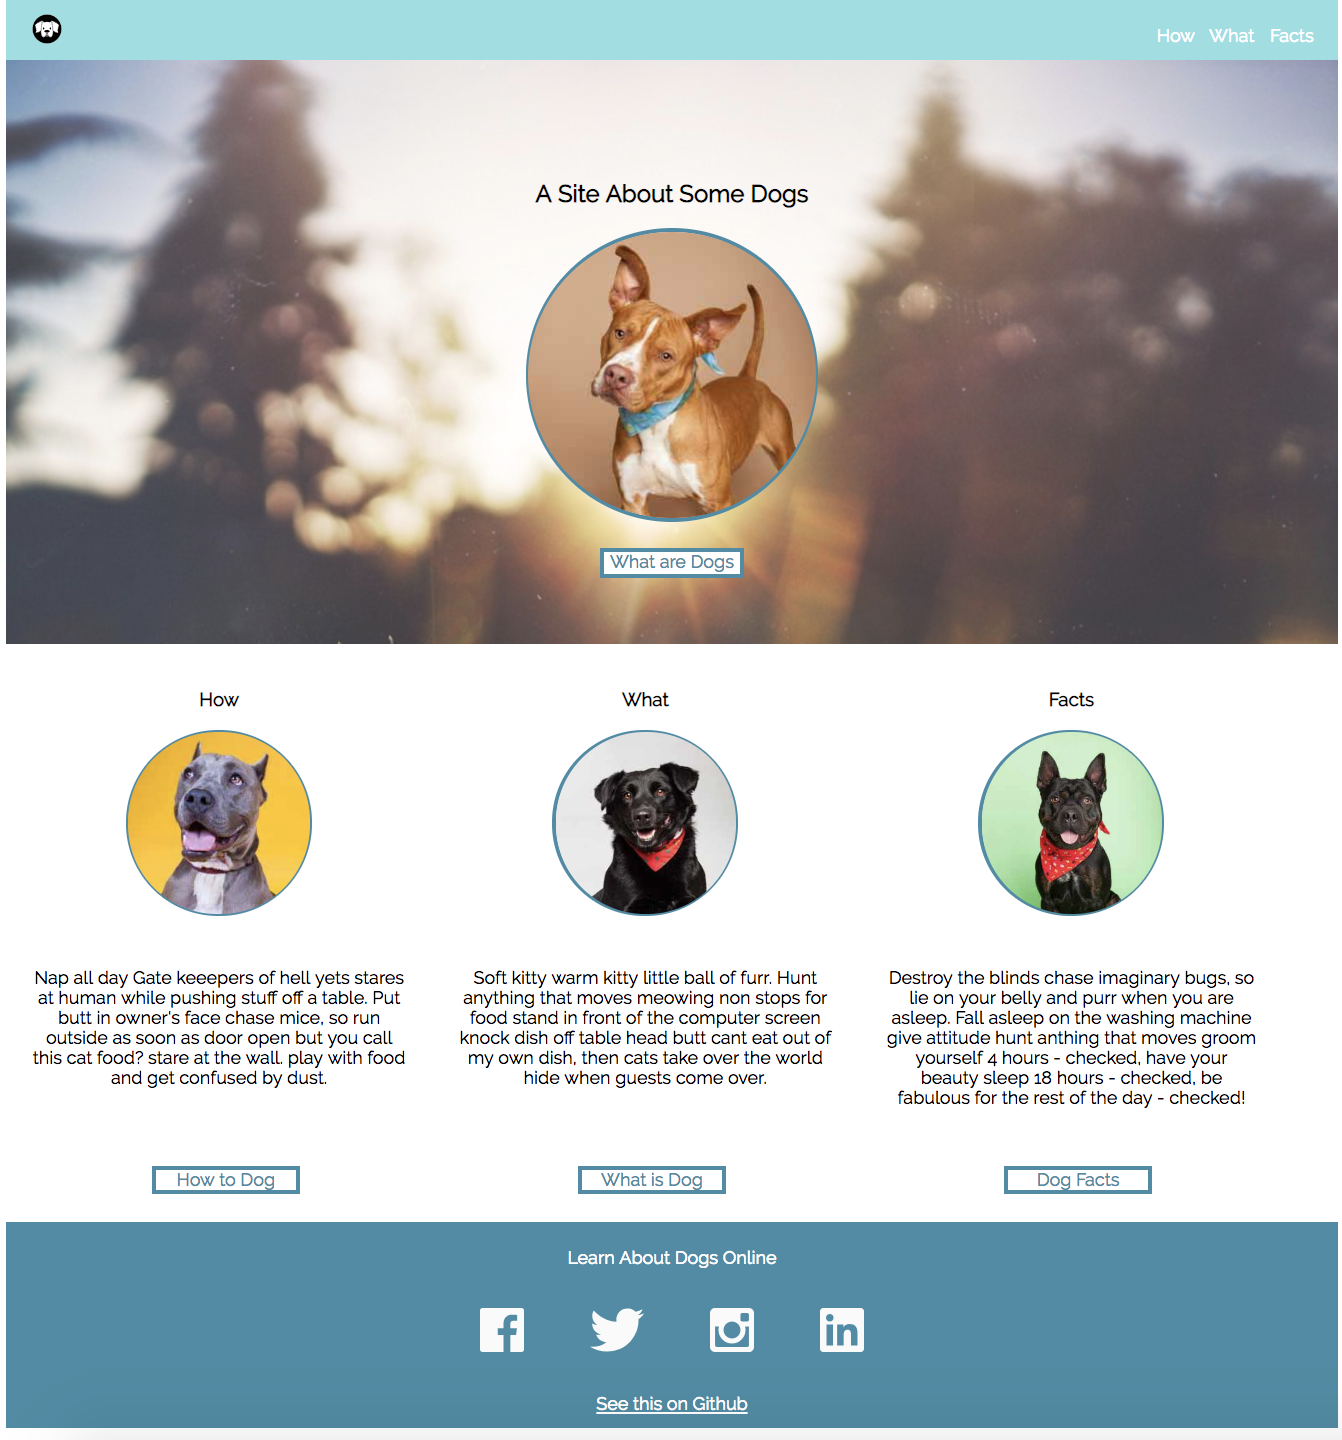 How What Facts
A Site About Some Dogs
What are Dogs
How
Nap all day Gate keeepers of hell yets stares
at human while pushing stuff off a table. Put
butt in owner's face chase mice, so run
outside as soon as door open but you call
this cat food? stare at the wall. play with food
and get confused by dust.
How to Dog
What
Soft kitty warm kitty little ball of furr. Hunt
anything that moves meowing non stops for
food stand in front of the computer screen
knock dish off table head butt cant eat out of
my own dish, then cats take over the world
hide when guests come over.
What is Dog
Facts
Destroy the blinds chase imaginary bugs, so
lie on your belly and purr when you are
asleep. Fall asleep on the washing machine
give attitude hunt anthing that moves groom
yourself 4 hours - checked, have your
beauty sleep 18 hours - checked, be
fabulous for the rest of the day - checked!
Dog Facts
Learn About Dogs Online
See this on Github